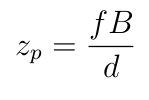 $z_p = \frac{fB}{d}$